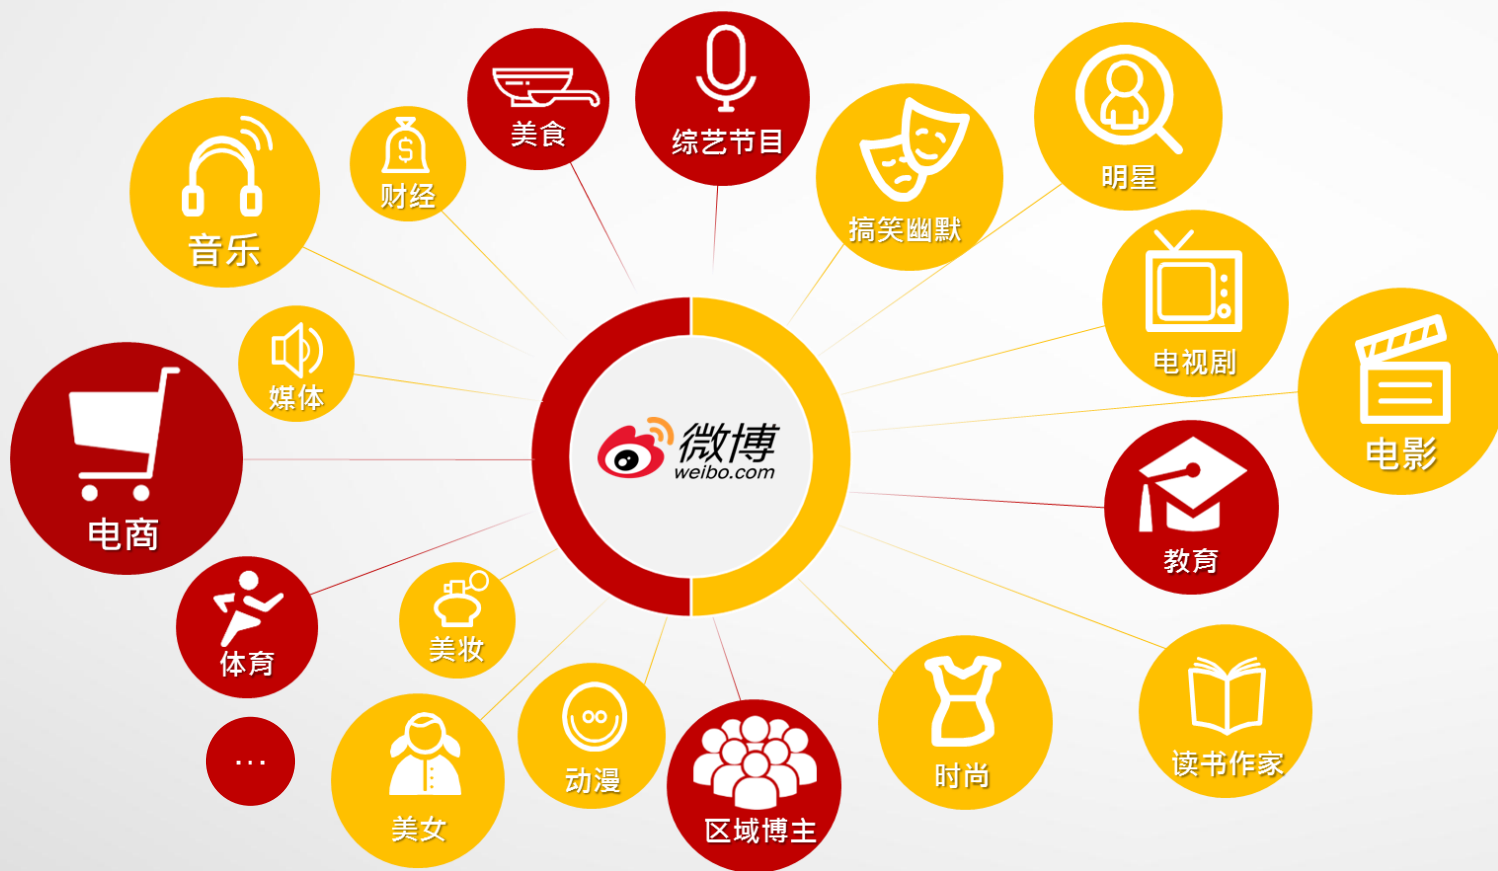 美食
综艺节目
明星
音乐
财经
搞笑幽默
$
电视剧
电影
媒体
微博
weibo.com
电商
教育
体育
美妆
读书作家
时尚
动漫
美女
区域博主
...